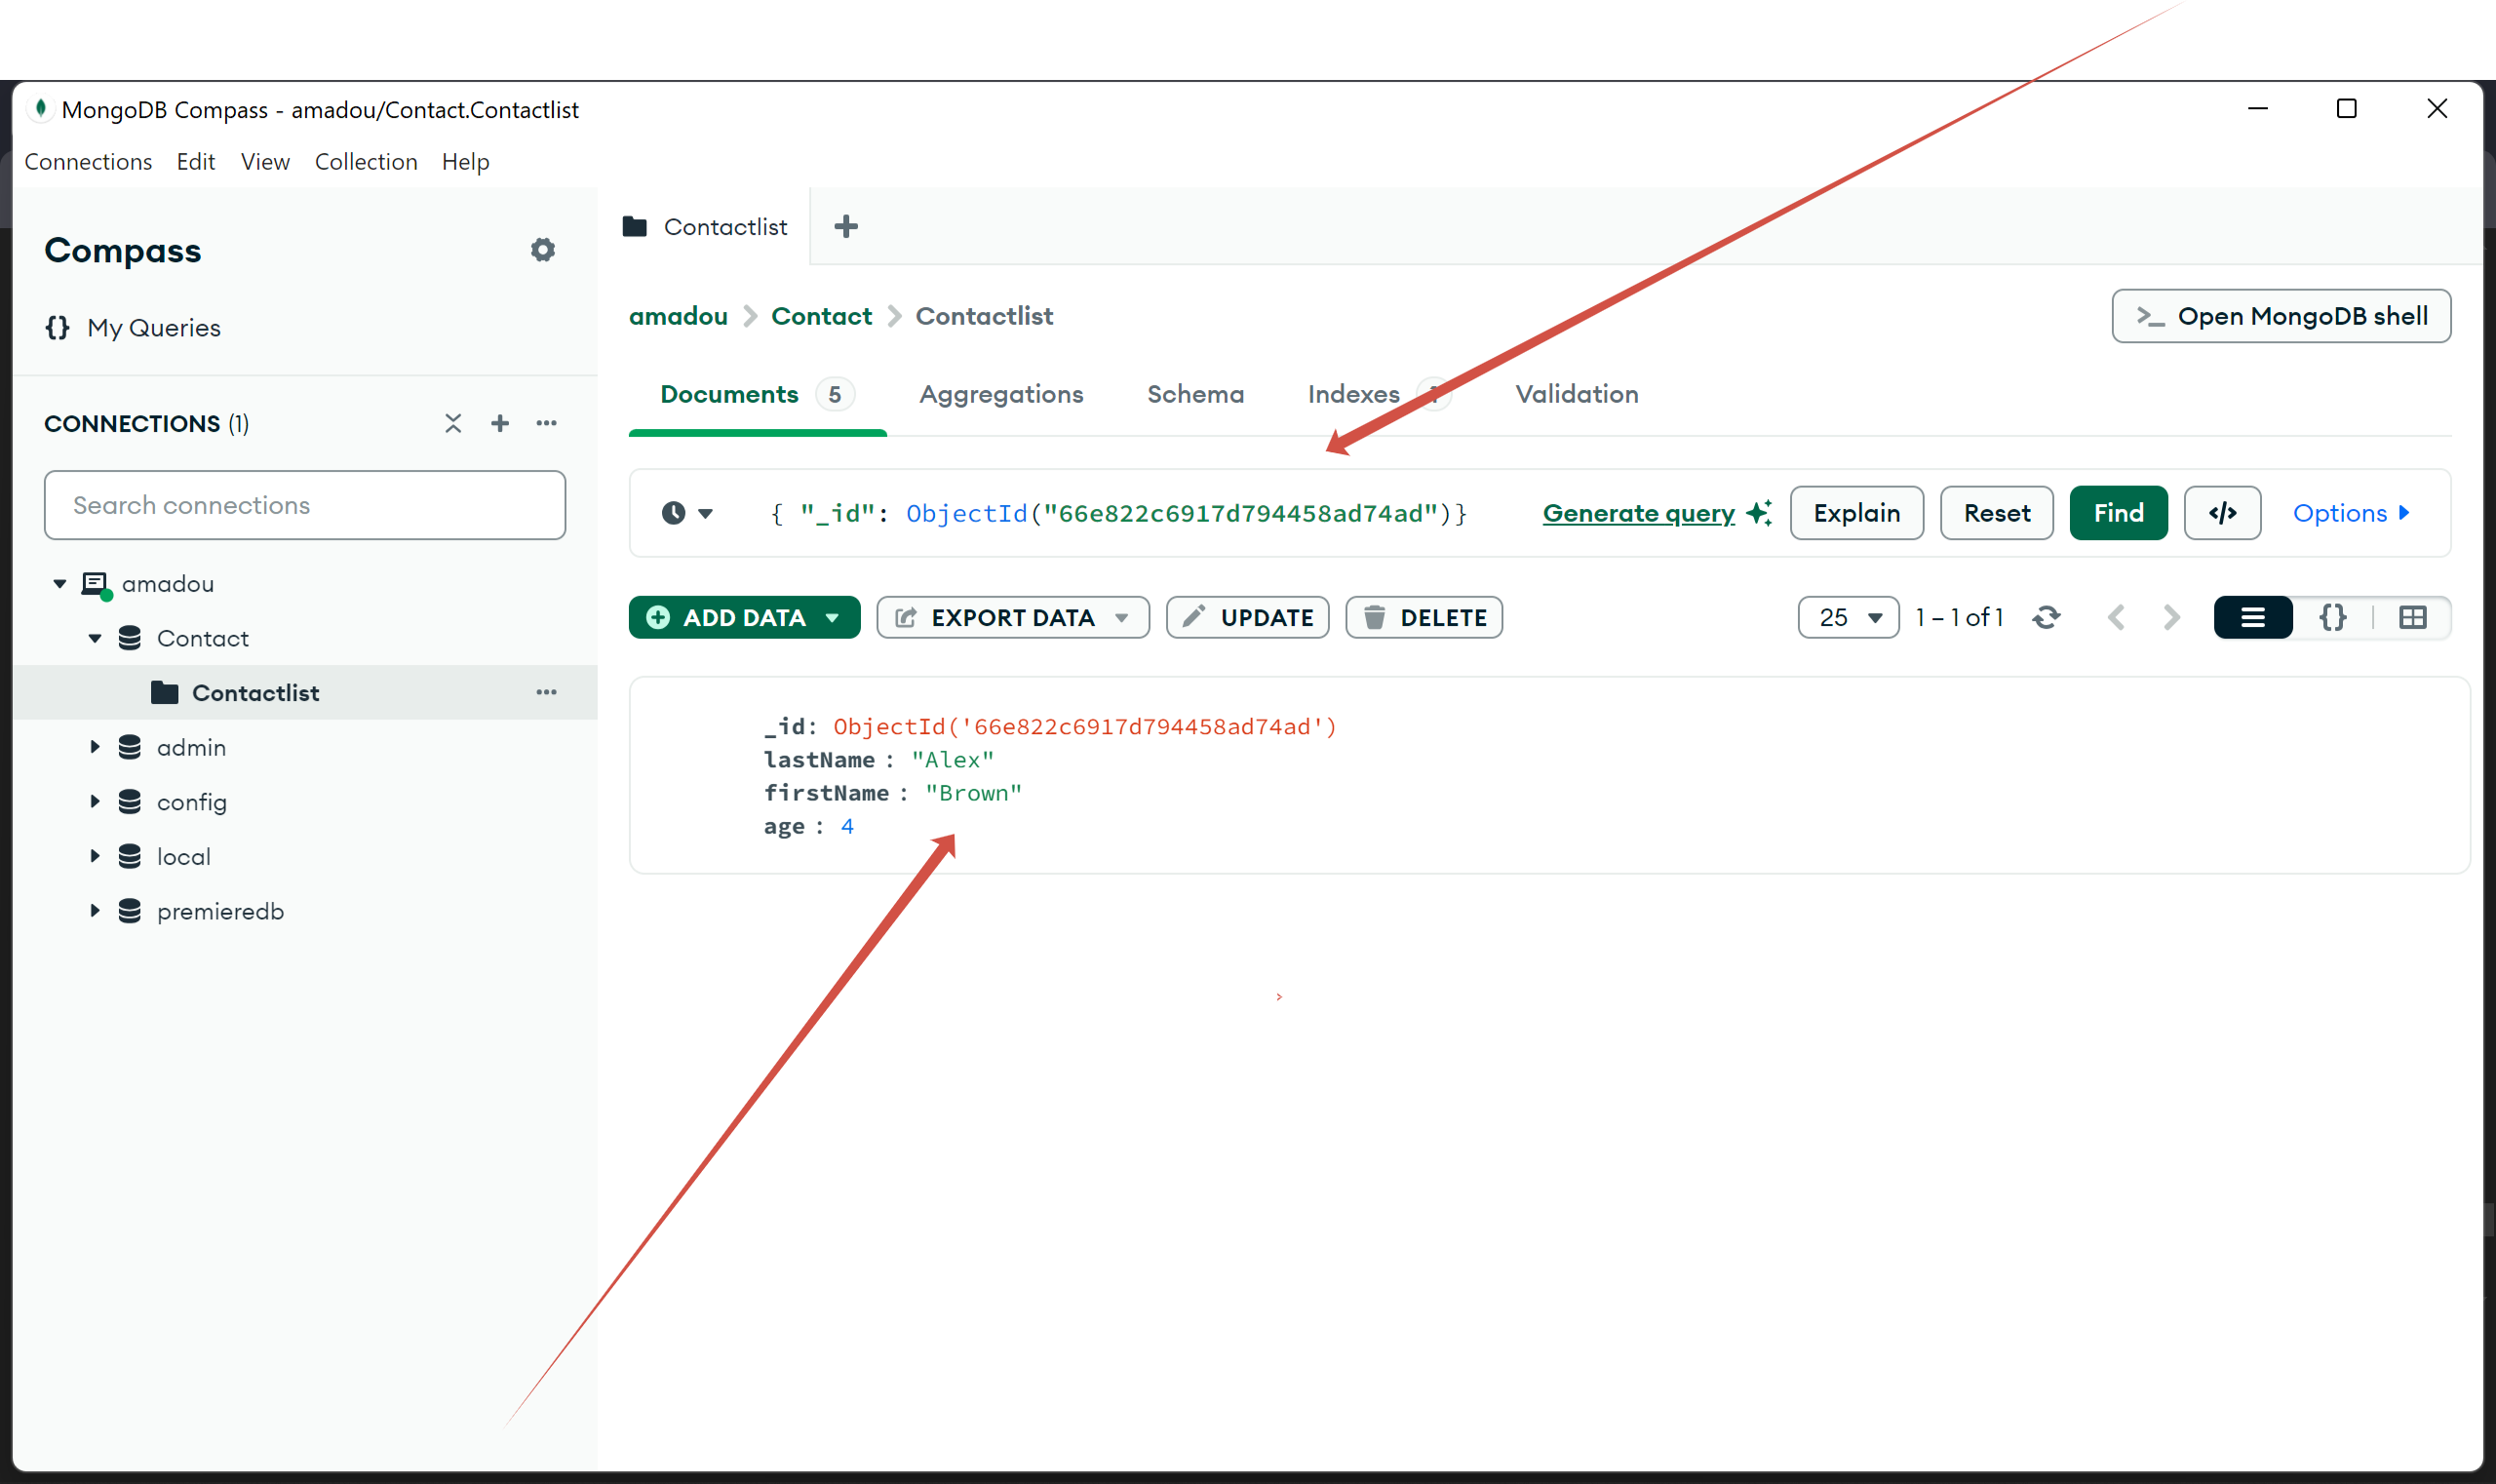 MongoDB Compass - amadou/Contact.Contactlist
Connections Edit View Collection Help
Compass
My Queries
CONNECTIONS (1)
Search connections
amadou
Contact
Contactlist
admin
config
local
premieredb
Contactlist
amadou > Contact > Contactlist
>_ Open MongoDB shell
Documents 5 Aggregations Schema Indexes Validation
{ "_id": ObjectId("66e822c6917d794458ad74ad")}
Generate query Explain Reset Find </> Options
ADD DATA EXPORT DATA UPDATE DELETE
25 1 – 1 of 1 {}
_id: ObjectId('66e822c6917d794458ad74ad')
lastName : "Alex"
firstName : "Brown"
age : 4